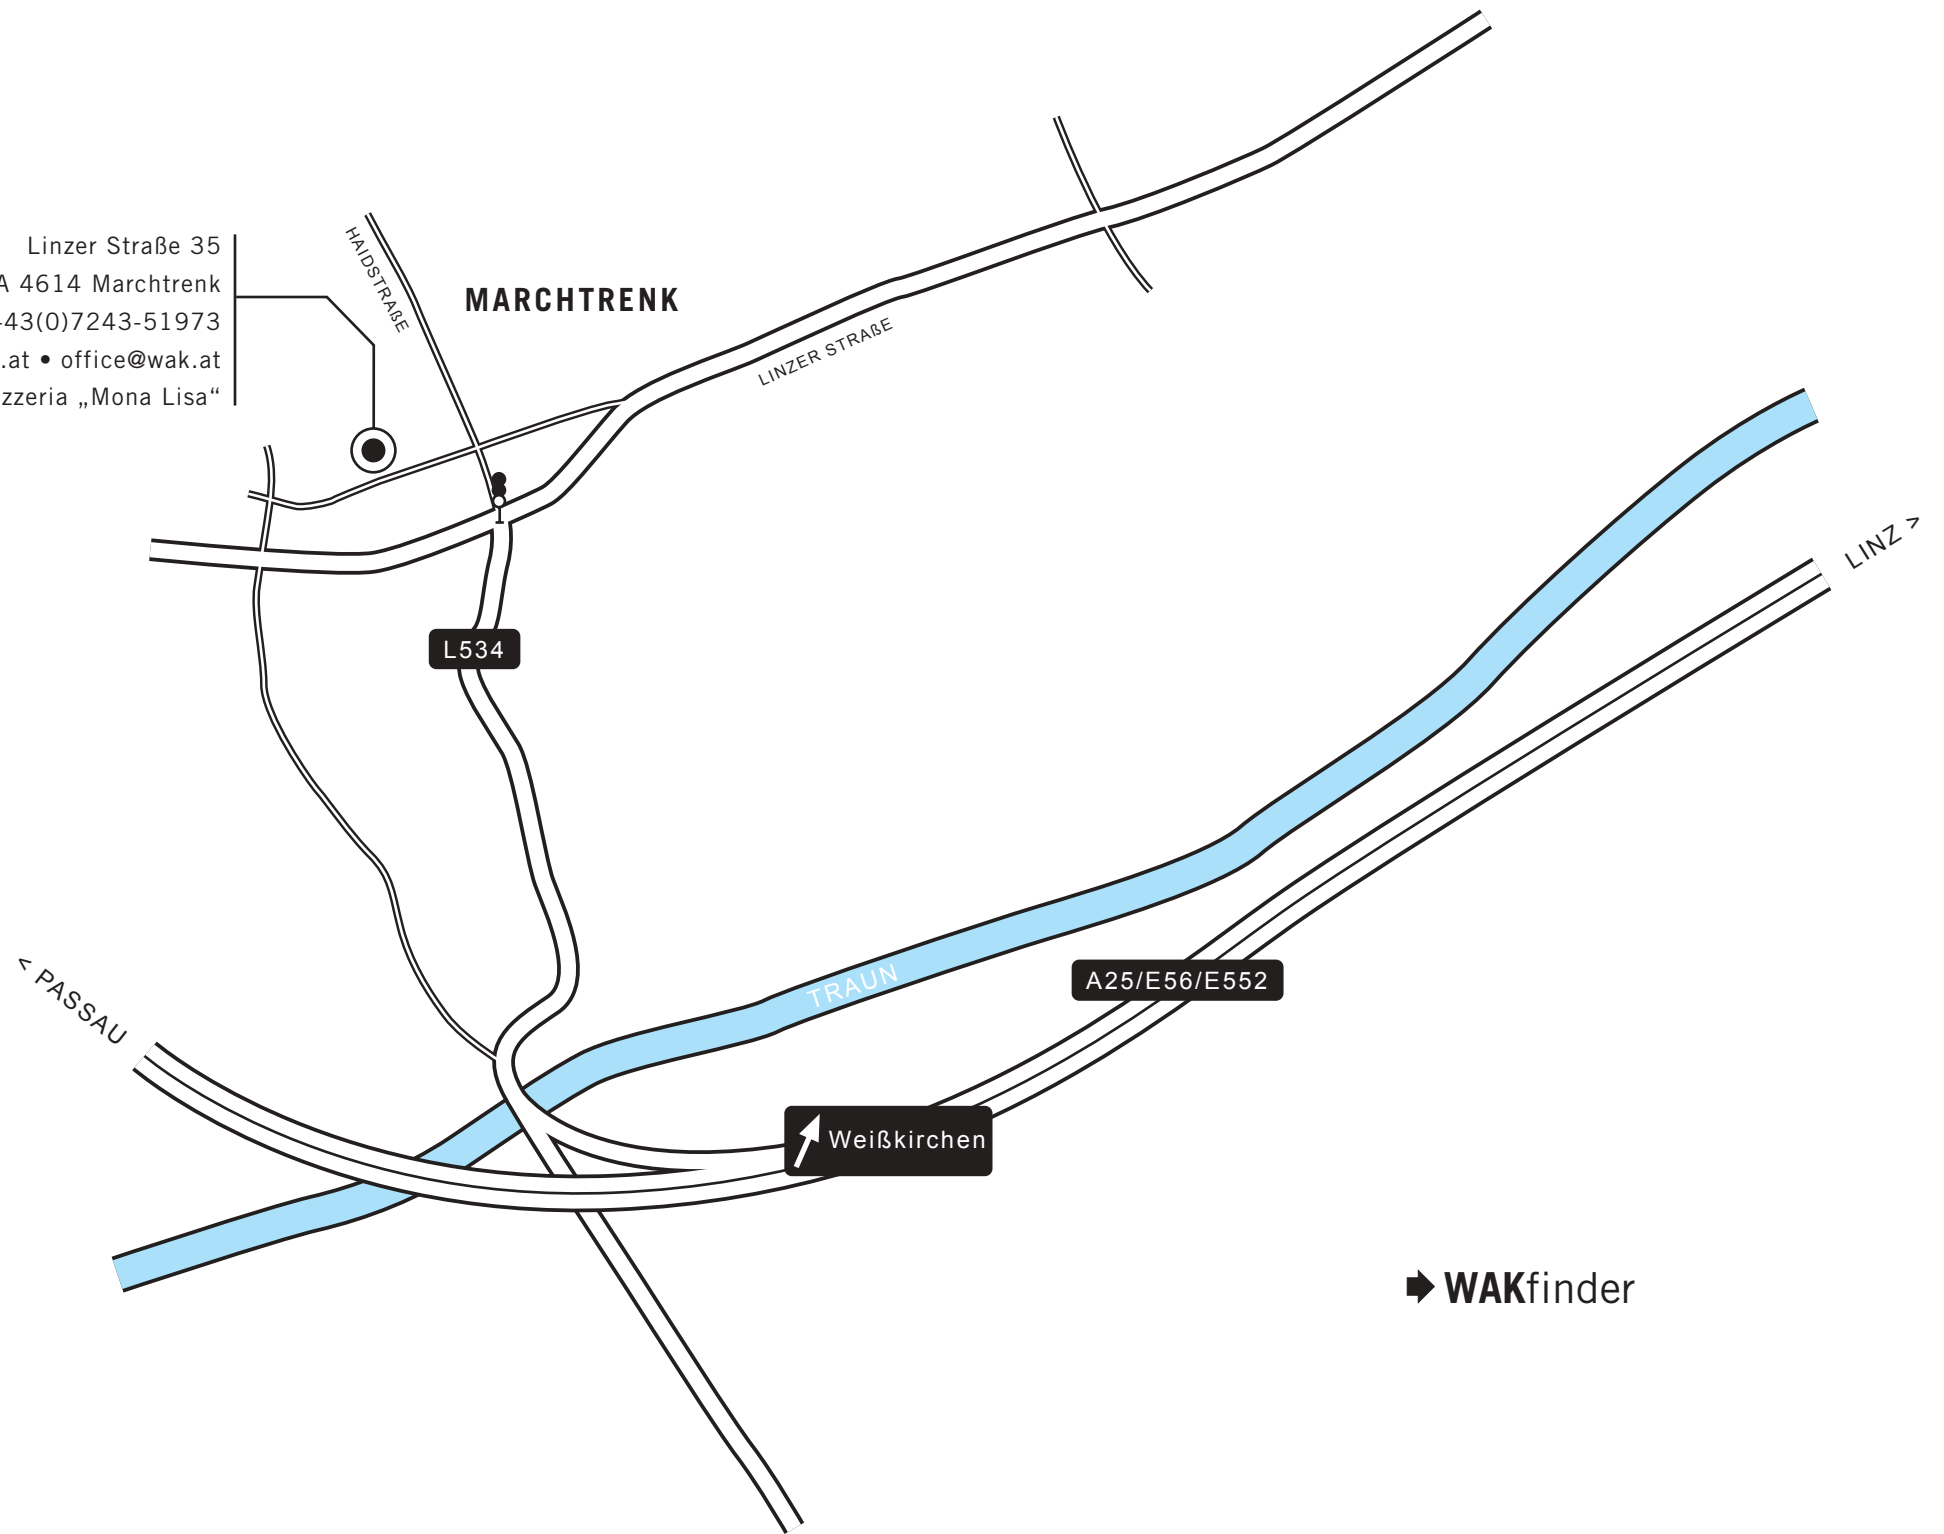 Linzer Straße 35
A 4614 Marchtrenk
43(0)7243-51973
.at • office@wak.at
zzeria „Mona Lisa“
HAIDSTRAßE
MARCHTRENK
LINZER STRAßE
LINZ >
L534
TRAUN
A25/E56/E552
< PASSAU
Weißkirchen
WAKfinder